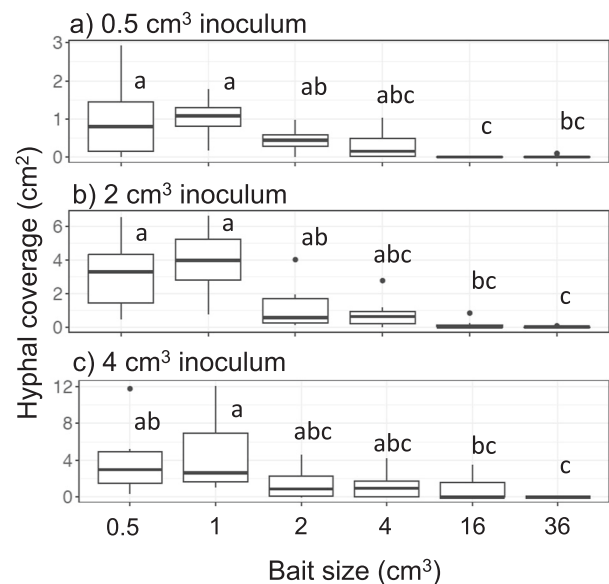 a) 0.5 cm³ inoculum
3
2
1
0
a a ab abc c bc
b) 2 cm³ inoculum
6
4
2
0
a a ab abc bc c
c) 4 cm³ inoculum
12
8
4
0
ab a abc abc bc c
Hyphal coverage (cm²)
0.5 1 2 4 16 36
Bait size (cm³)